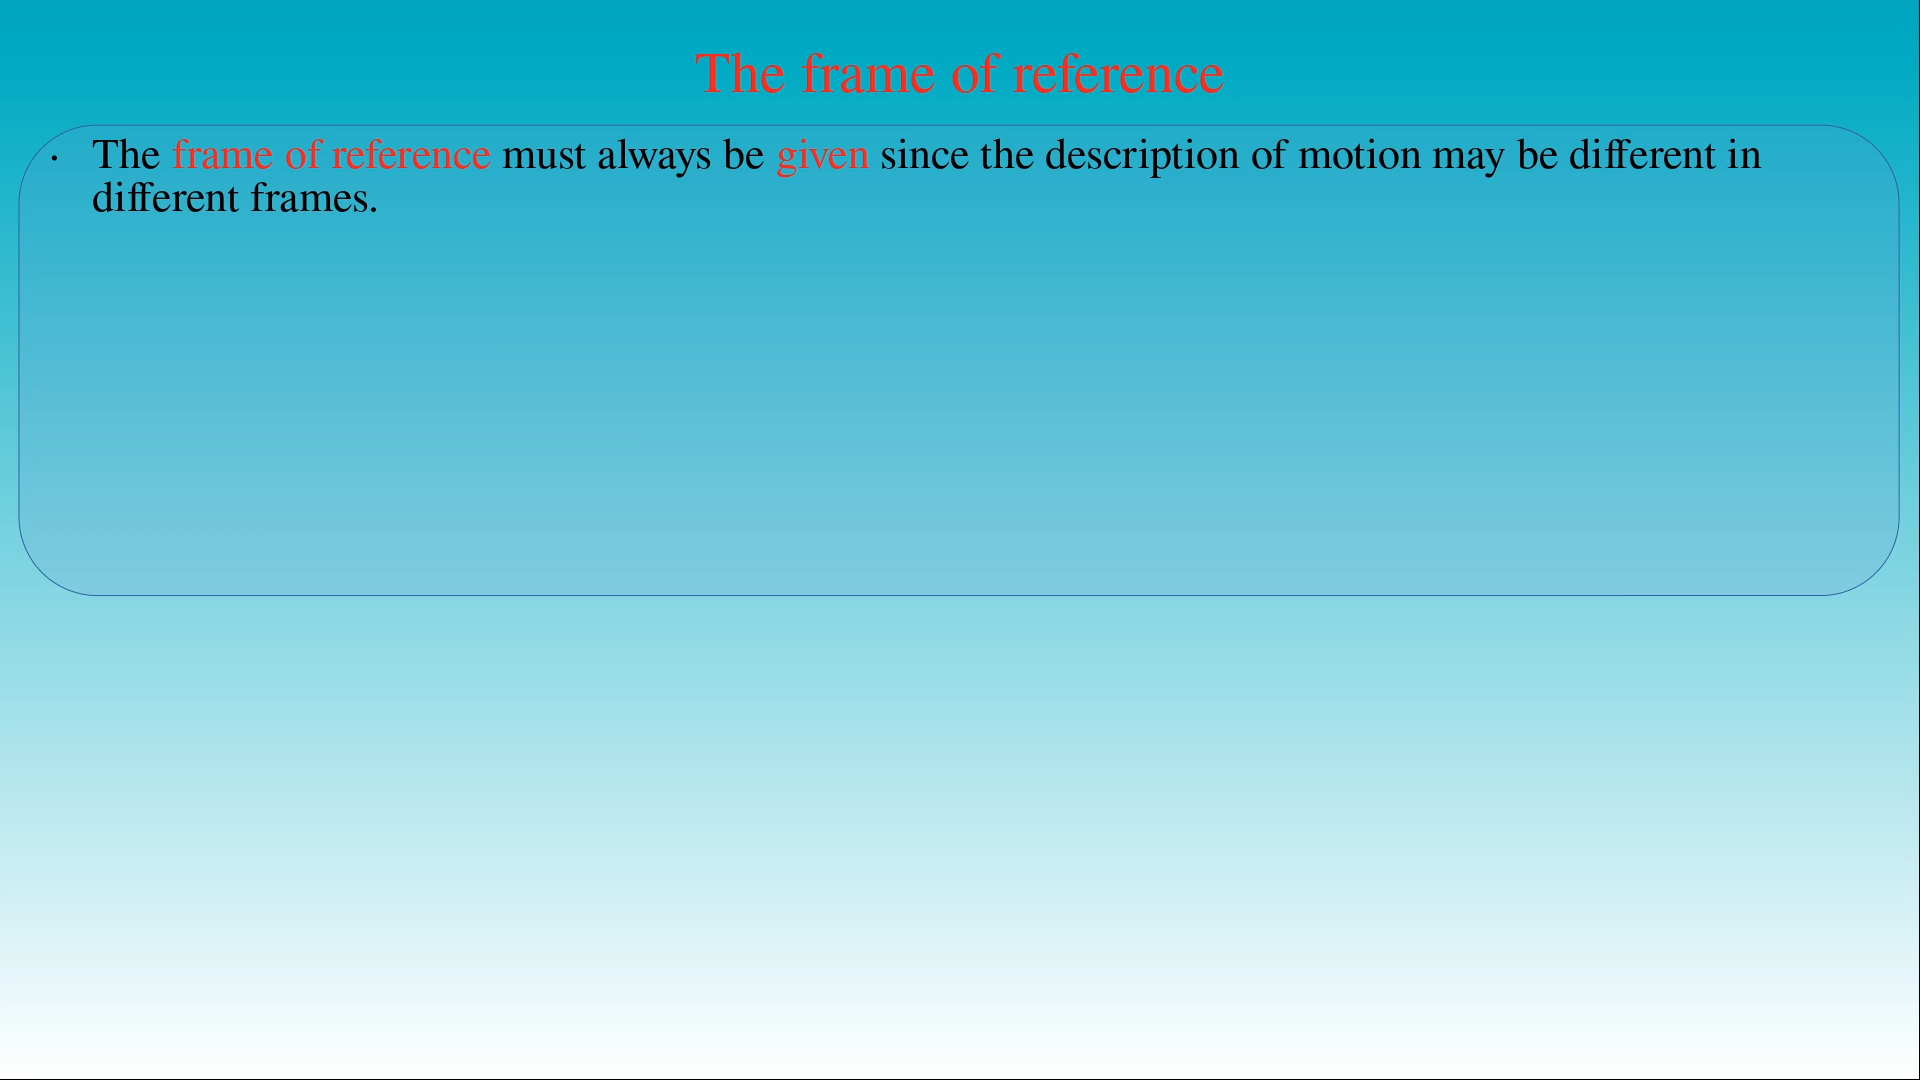 The frame of reference
· The frame of reference must always be given since the description of motion may be different in
different frames.